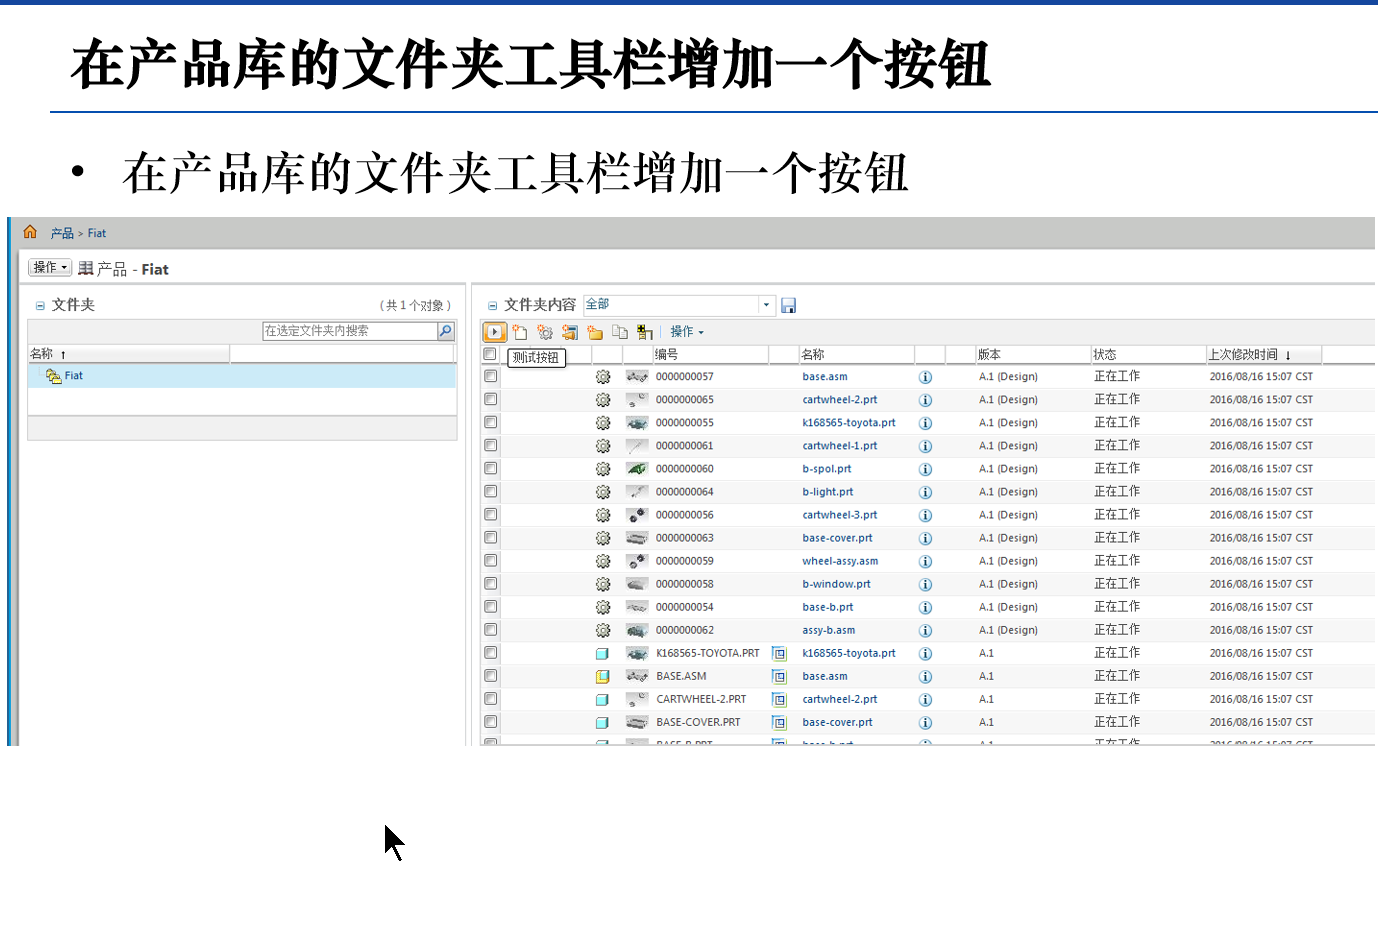 在产品库的文件夹工具栏增加一个按钮
• 在产品库的文件夹工具栏增加一个按钮
产品 > Fiat
操作 产品 - Fiat
文件夹 (共 1 个对象)
在选定文件夹内搜索
名称 ↑
Fiat
文件夹内容 全部
操作
测试按钮
编号 名称 版本 状态 上次修改时间 ↓
0000000057 base.asm A.1 (Design) 正在工作 2016/08/16 15:07 CST
0000000065 cartwheel-2.prt A.1 (Design) 正在工作 2016/08/16 15:07 CST
0000000055 k168565-toyota.prt A.1 (Design) 正在工作 2016/08/16 15:07 CST
0000000061 cartwheel-1.prt A.1 (Design) 正在工作 2016/08/16 15:07 CST
0000000060 b-spol.prt A.1 (Design) 正在工作 2016/08/16 15:07 CST
0000000064 b-light.prt A.1 (Design) 正在工作 2016/08/16 15:07 CST
0000000056 cartwheel-3.prt A.1 (Design) 正在工作 2016/08/16 15:07 CST
0000000063 base-cover.prt A.1 (Design) 正在工作 2016/08/16 15:07 CST
0000000059 wheel-assy.asm A.1 (Design) 正在工作 2016/08/16 15:07 CST
0000000058 b-window.prt A.1 (Design) 正在工作 2016/08/16 15:07 CST
0000000054 base-b.prt A.1 (Design) 正在工作 2016/08/16 15:07 CST
0000000062 assy-b.asm A.1 (Design) 正在工作 2016/08/16 15:07 CST
K168565-TOYOTA.PRT k168565-toyota.prt A.1 正在工作 2016/08/16 15:07 CST
BASE.ASM base.asm A.1 正在工作 2016/08/16 15:07 CST
CARTWHEEL-2.PRT cartwheel-2.prt A.1 正在工作 2016/08/16 15:07 CST
BASE-COVER.PRT base-cover.prt A.1 正在工作 2016/08/16 15:07 CST